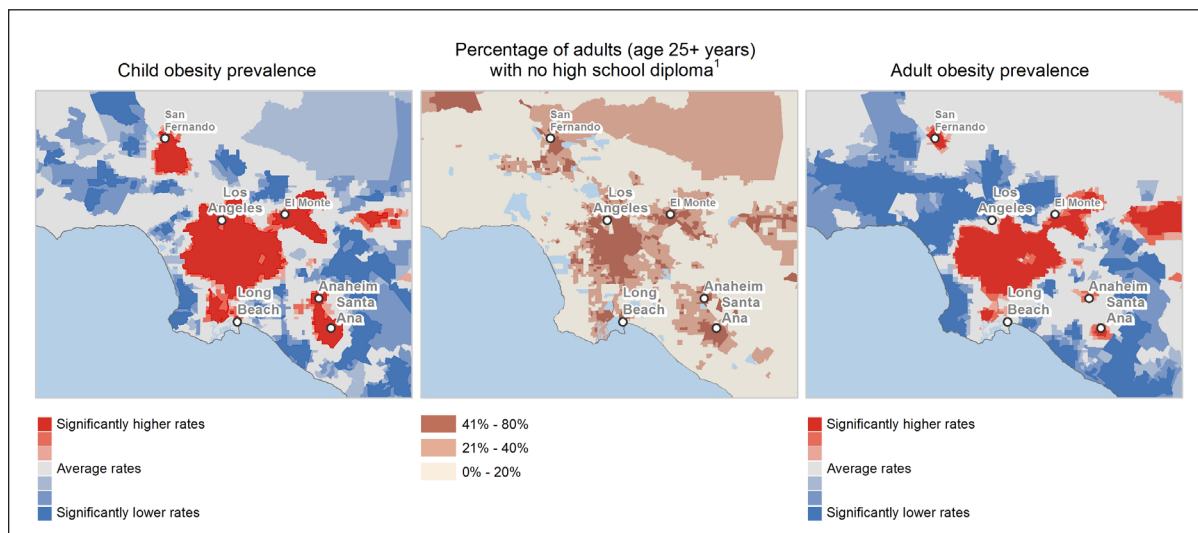 Child obesity prevalence
San
Fernando
Los
Angeles
El Monte
Long
Beach
Anaheim
Santa
Ana
Significantly higher rates
Average rates
Significantly lower rates
Percentage of adults (age 25+ years)
with no high school diploma1
San
Fernando
Los
Angeles
El Monte
Long
Beach
Anaheim
Santa
Ana
41% - 80%
21% - 40%
0% - 20%
Adult obesity prevalence
San
Fernando
Los
Angeles
El Monte
Long
Beach
Anaheim
Santa
Ana
Significantly higher rates
Average rates
Significantly lower rates